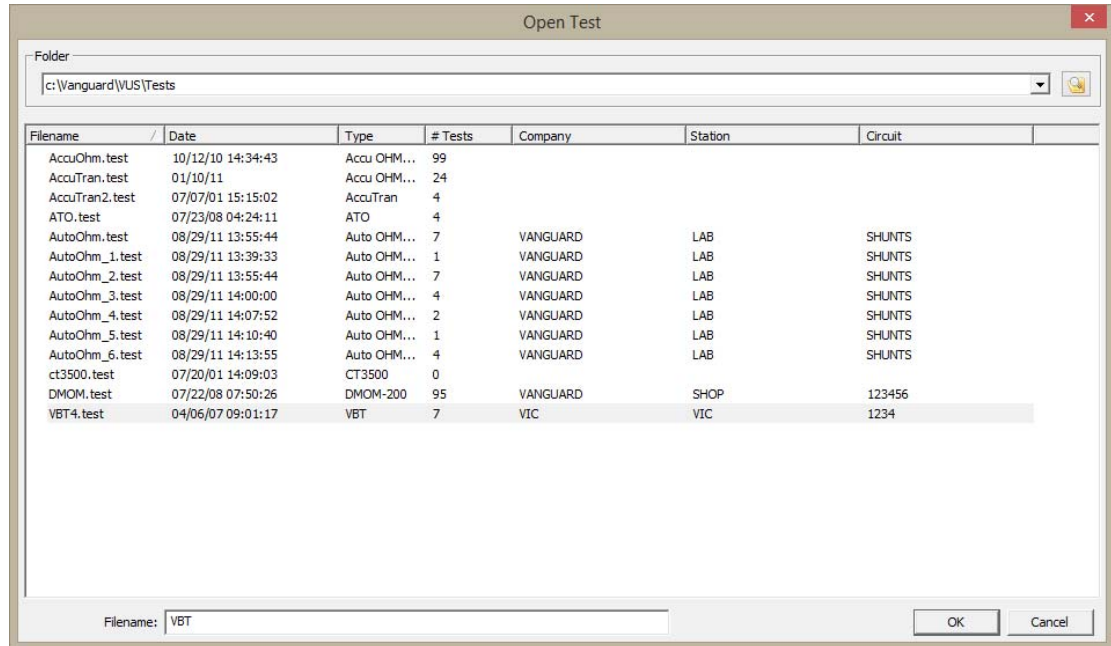 Open Test
Folder
c:\Vanguard\VUS\Tests
Filename / Date Type # Tests Company Station Circuit
AccuOhm.test 10/12/10 14:34:43 Accu OHM... 99
AccuTran.test 01/10/11 Accu OHM... 24
AccuTran2.test 07/07/01 15:15:02 AccuTran 4
ATO.test 07/23/08 04:24:11 ATO 4
AutoOhm.test 08/29/11 13:55:44 Auto OHM... 7 VANGUARD LAB SHUNTS
AutoOhm_1.test 08/29/11 13:39:33 Auto OHM... 1 VANGUARD LAB SHUNTS
AutoOhm_2.test 08/29/11 13:55:44 Auto OHM... 7 VANGUARD LAB SHUNTS
AutoOhm_3.test 08/29/11 14:00:00 Auto OHM... 4 VANGUARD LAB SHUNTS
AutoOhm_4.test 08/29/11 14:07:52 Auto OHM... 2 VANGUARD LAB SHUNTS
AutoOhm_5.test 08/29/11 14:10:40 Auto OHM... 1 VANGUARD LAB SHUNTS
AutoOhm_6.test 08/29/11 14:13:55 Auto OHM... 4 VANGUARD LAB SHUNTS
ct3500.test 07/20/01 14:09:03 CT3500 0
DMOM.test 07/22/08 07:50:26 DMOM-200 95 VANGUARD SHOP 123456
VBT4.test 04/06/07 09:01:17 VBT 7 VIC VIC 1234
Filename: VBT OK Cancel